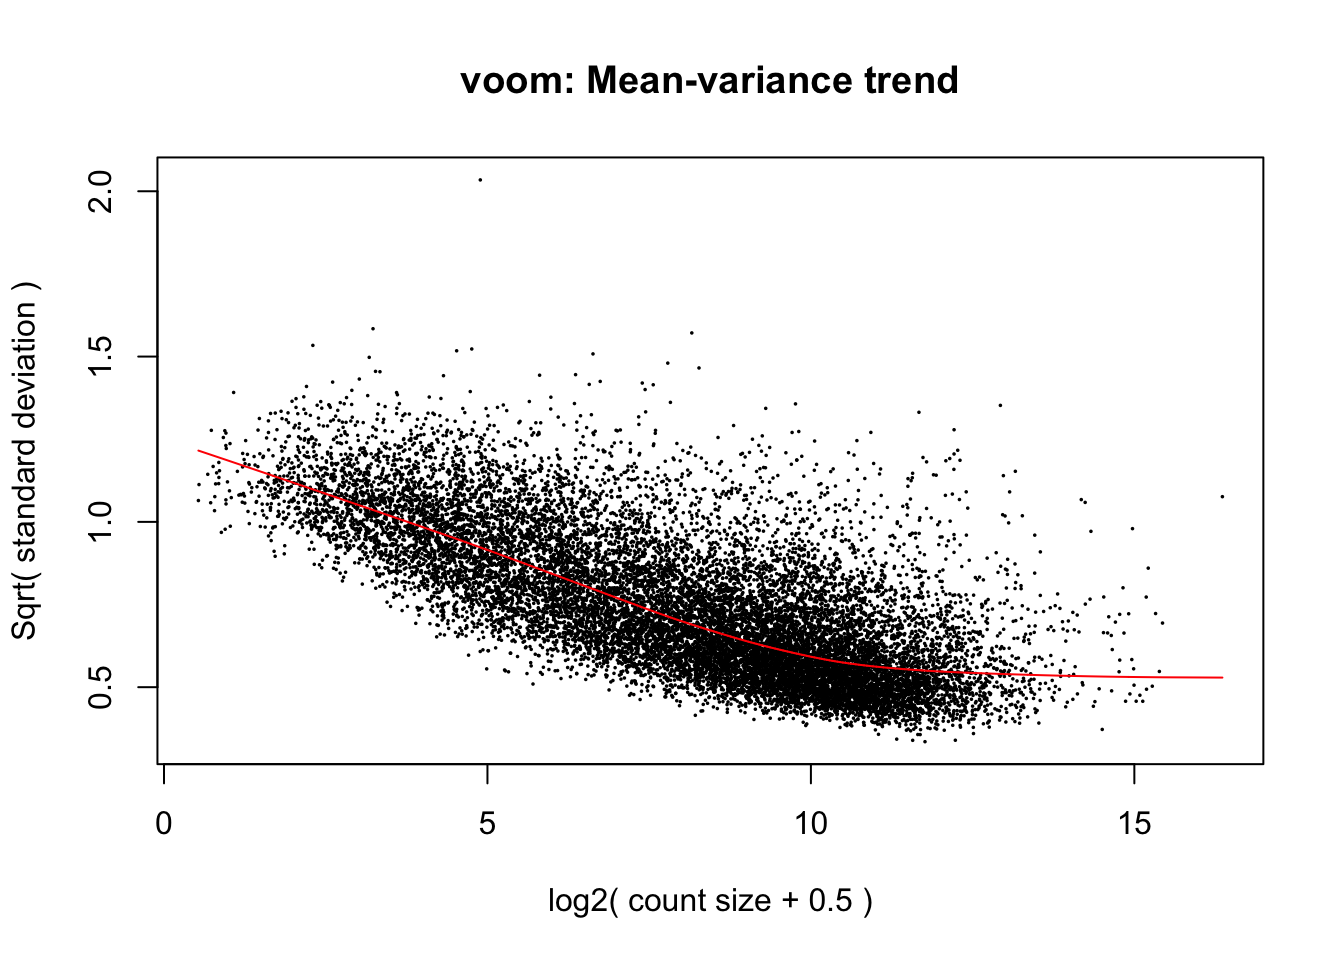 voom: Mean-variance trend
Sqrt( standard deviation )
2.0
1.5
1.0
0.5
0 5 10 15
log2( count size + 0.5 )